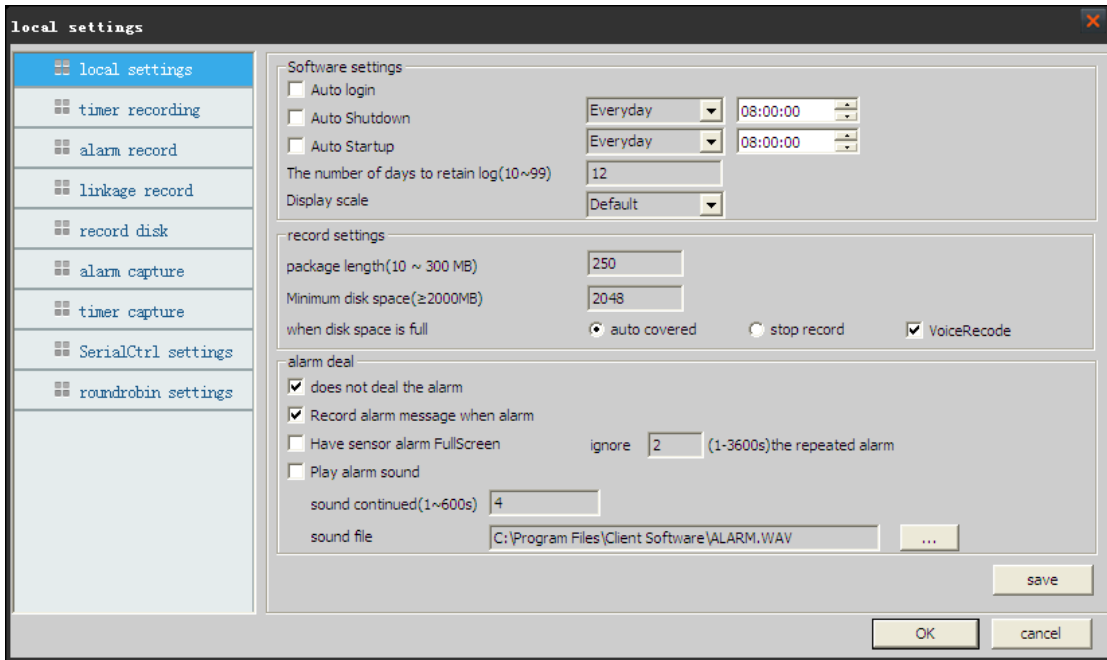 local settings
local settings
timer recording
alarm record
linkage record
record disk
alarm capture
timer capture
SerialCtrl settings
roundrobin settings
Software settings
Auto login
Auto Shutdown Everyday 08:00:00
Auto Startup Everyday 08:00:00
The number of days to retain log(10~99) 12
Display scale Default
record settings
package length(10 ~ 300 MB) 250
Minimum disk space(≥2000MB) 2048
when disk space is full auto covered stop record VoiceRecode
alarm deal
does not deal the alarm
Record alarm message when alarm
Have sensor alarm FullScreen ignore 2 (1-3600s)the repeated alarm
Play alarm sound
sound continued(1~600s) 4
sound file C:\Program Files\Client Software\ALARM.WAV ...
save
OK cancel